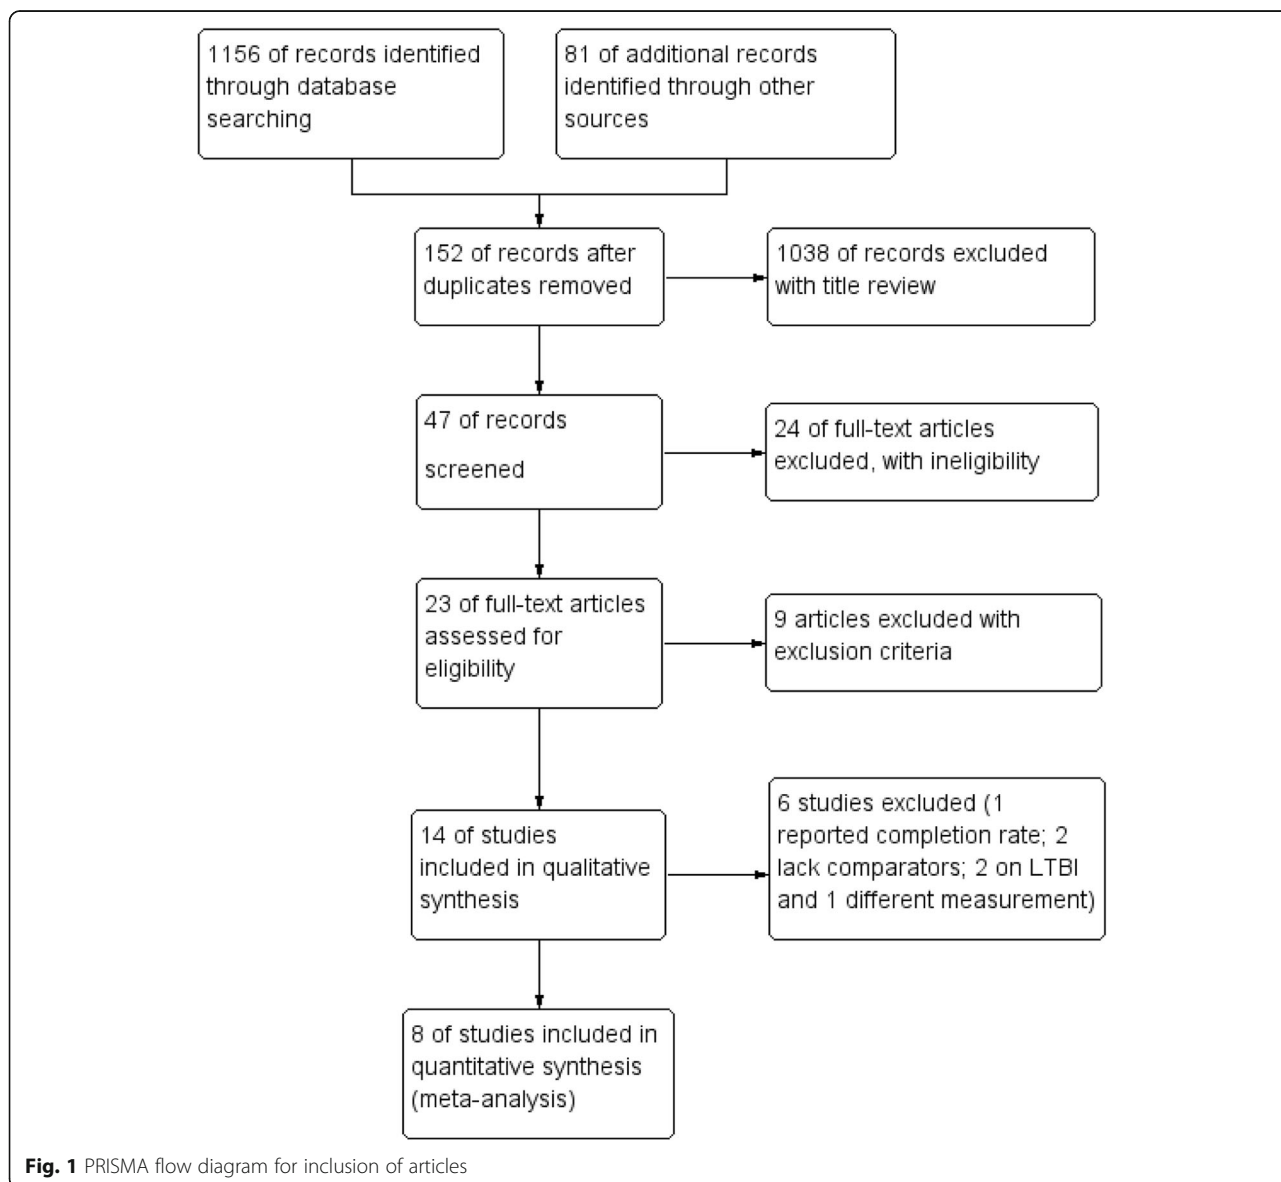 1156 of records identified
through database
searching
81 of additional records
identified through other
sources
152 of records after
duplicates removed
1038 of records excluded
with title review
47 of records
screened
24 of full-text articles
excluded, with ineligibility
23 of full-text articles
assessed for
eligibility
9 articles excluded with
exclusion criteria
14 of studies
included in qualitative
synthesis
6 studies excluded (1
reported completion rate; 2
lack comparators; 2 on LTBI
and 1 different measurement)
8 of studies included in
quantitative synthesis
(meta-analysis)
Fig. 1 PRISMA flow diagram for inclusion of articles